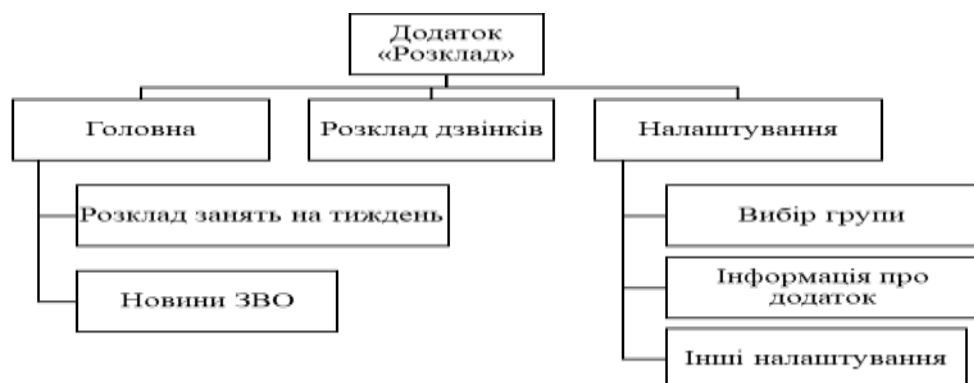 Додаток
«Розклад»
Головна
Розклад дзвінків
Налаштування
Розклад занять на тиждень
Новини ЗВО
Вибір групи
Інформація про
додаток
Інші налаштування